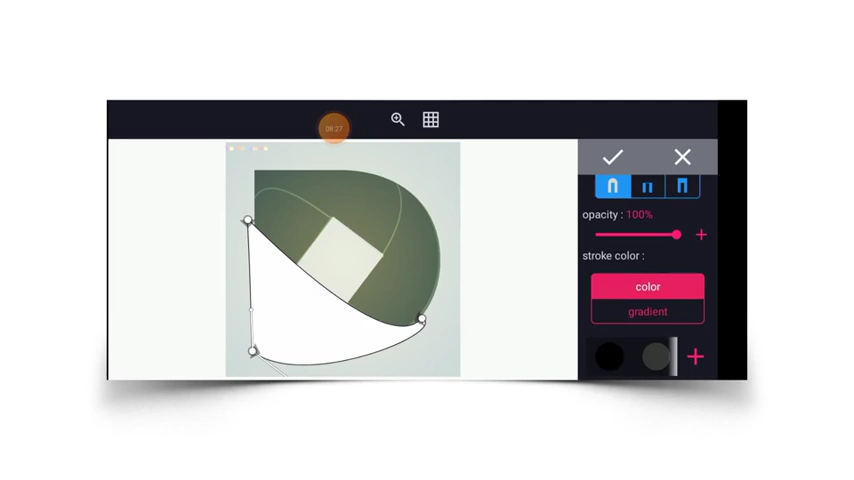 08:27
opacity : 100%
stroke color :
color
gradient